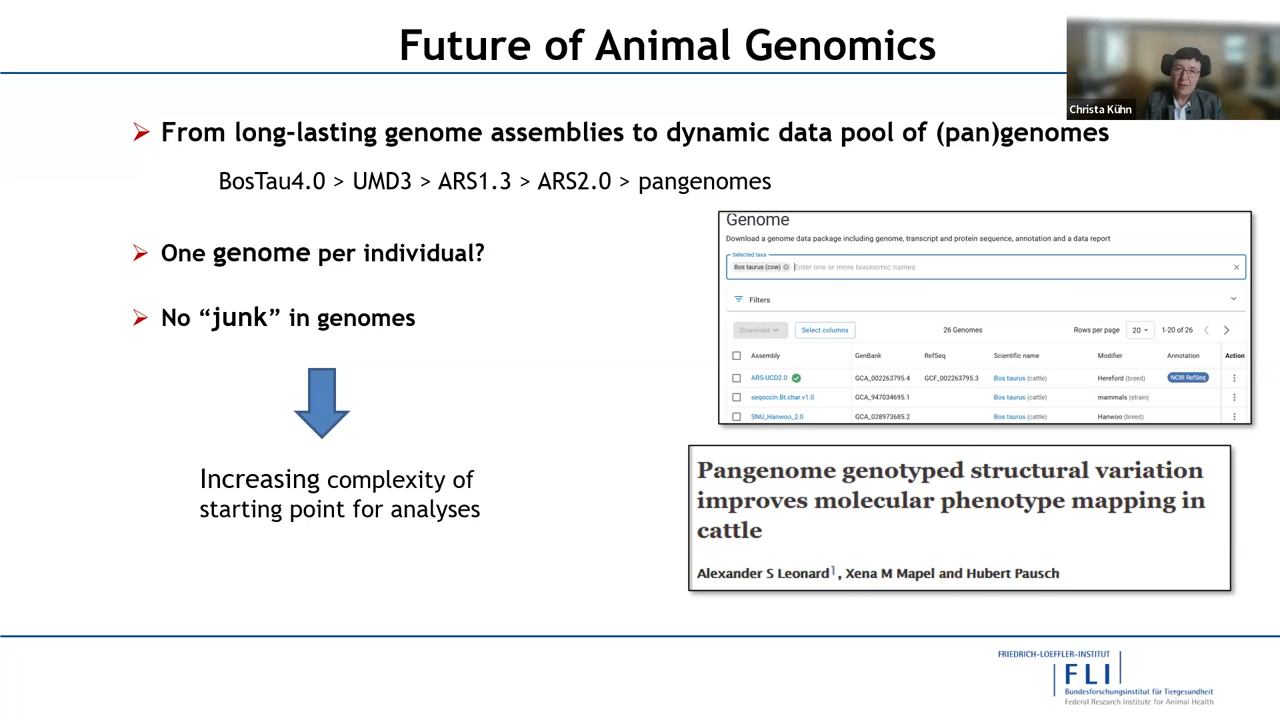 Future of Animal Genomics
Christa Kühn
From long-lasting genome assemblies to dynamic data pool of (pan)genomes
BosTau4.0 > UMD3 > ARS1.3 > ARS2.0 > pangenomes
One genome per individual?
No “junk” in genomes
Increasing complexity of
starting point for analyses
Genome
Download a genome data package including genome, transcript and protein sequence, annotation and a data report
Selected taxa
Bos taurus (cow) Enter one or more taxonomic names
Filters
Download Select columns 26 Genomes Rows per page 20 1-20 of 26
Assembly GenBank RefSeq Scientific name Modifier Annotation Action
ARS-UCD2.0 GCA_002263795.4 GCF_002263795.3 Bos taurus (cattle) Hereford (breed) NCBI RefSeq
seqoccin.Bt.char.v1.0 GCA_947034695.1 Bos taurus (cattle) mammals (strain)
SNU_Hanwoo_2.0 GCA_028973685.2 Bos taurus (cattle) Hanwoo (breed)
Pangenome genotyped structural variation
improves molecular phenotype mapping in
cattle
Alexander S Leonard1, Xena M Mapel and Hubert Pausch
FRIEDRICH-LOEFFLER-INSTITUT
FLI
Bundesforschungsinstitut für Tiergesundheit
Federal Research Institute for Animal Health